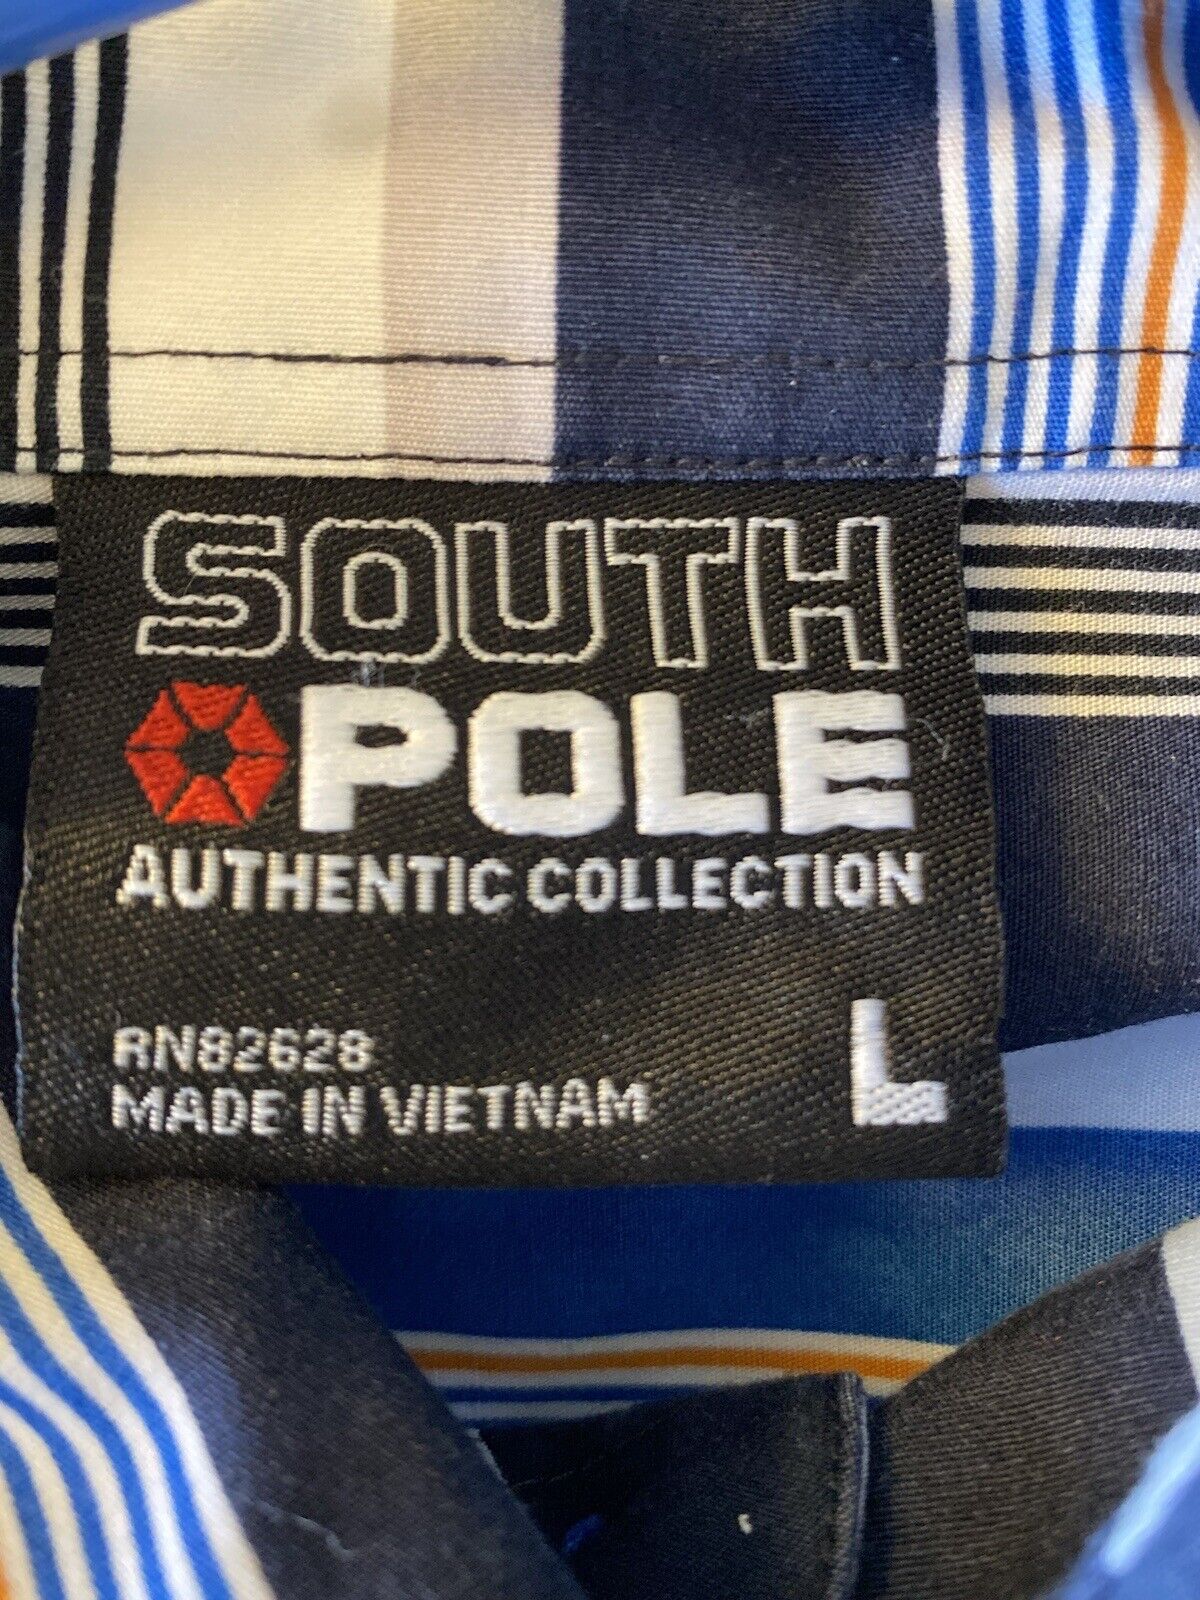 SOUTH
POLE
AUTHENTIC COLLECTION
RN82628
MADE IN VIETNAM
L